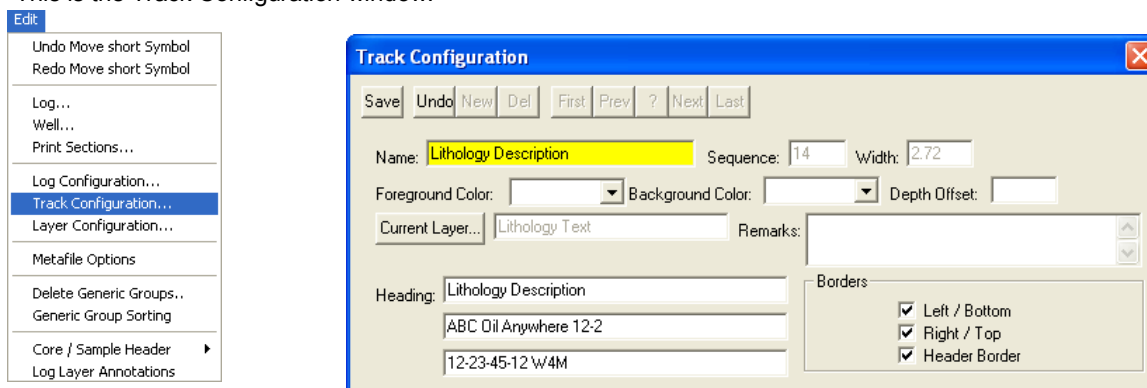 This is the Track Configuration window.
Edit
Undo Move short Symbol
Redo Move short Symbol
Log...
Well...
Print Sections...
Log Configuration...
Track Configuration...
Layer Configuration...
Metafile Options
Delete Generic Groups..
Generic Group Sorting
Core / Sample Header
Log Layer Annotations
Track Configuration
Save Undo New Del First Prev ? Next Last
Name: Lithology Description Sequence: 14 Width: 2.72
Foreground Color: Background Color: Depth Offset:
Current Layer... Lithology Text Remarks:
Heading: Lithology Description
ABC Oil Anywhere 12-2
12-23-45-12 W4M
Borders
Left / Bottom
Right / Top
Header Border